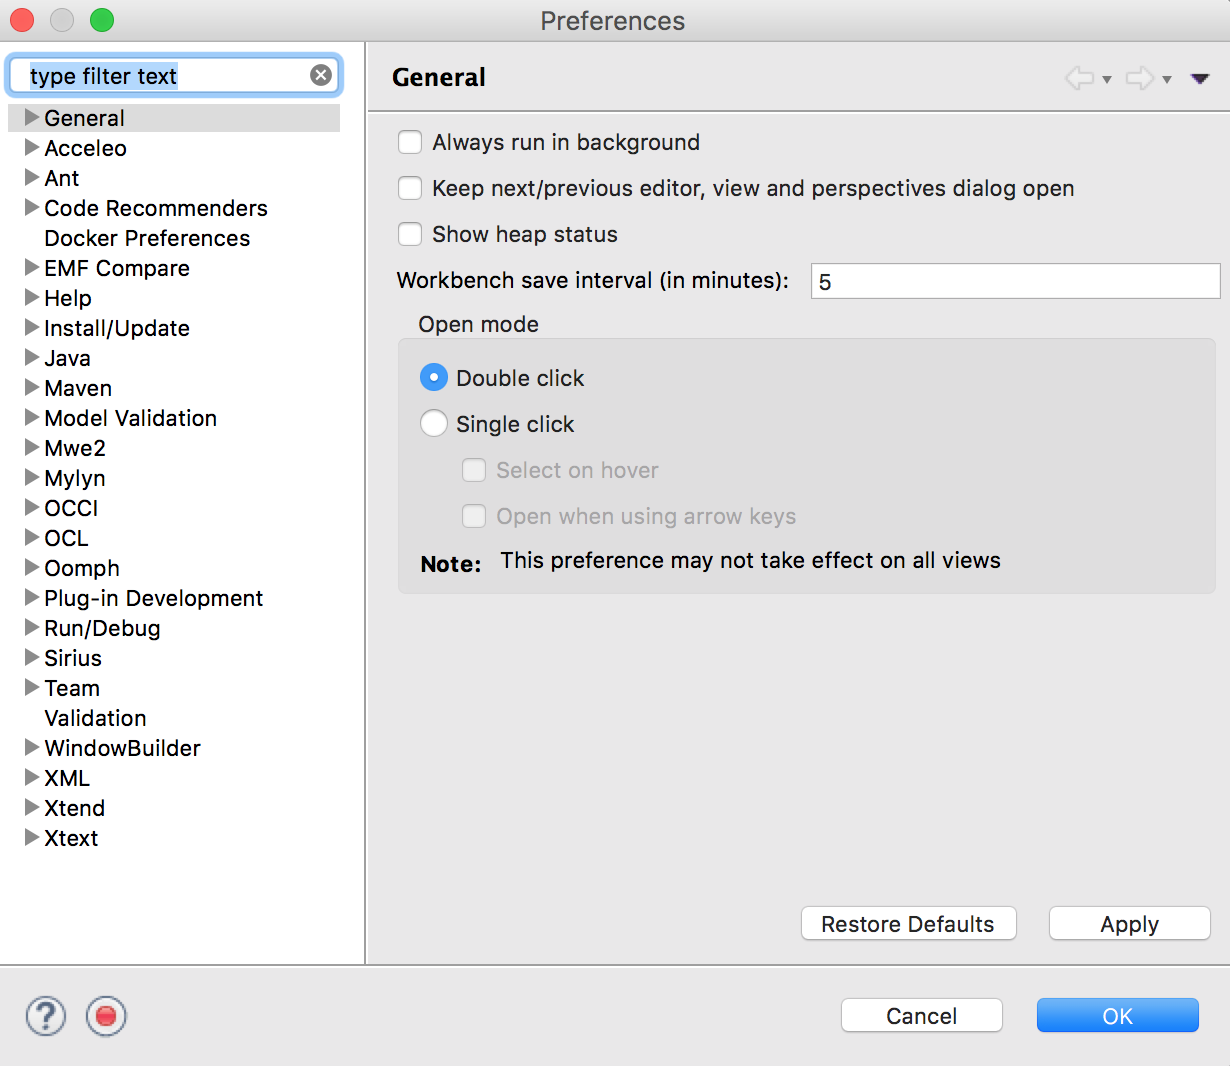 Preferences
type filter text
General
Acceleo
Ant
Code Recommenders
Docker Preferences
EMF Compare
Help
Install/Update
Java
Maven
Model Validation
Mwe2
Mylyn
OCCI
OCL
Oomph
Plug-in Development
Run/Debug
Sirius
Team
Validation
WindowBuilder
XML
Xtend
Xtext
General
Always run in background
Keep next/previous editor, view and perspectives dialog open
Show heap status
Workbench save interval (in minutes): 5
Open mode
Double click
Single click
Select on hover
Open when using arrow keys
Note: This preference may not take effect on all views
Restore Defaults Apply
? Cancel OK